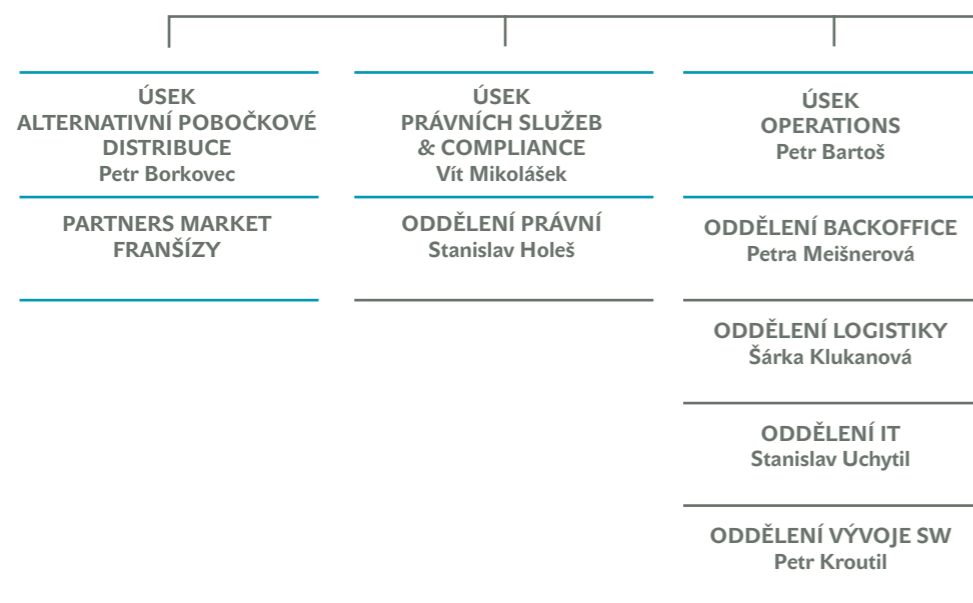 ÚSEK
ALTERNATIVNÍ POBOČKOVÉ
DISTRIBUCE
Petr Borkovec
PARTNERS MARKET
FRANŠÍZY
ÚSEK
PRÁVNÍCH SLUŽEB
& COMPLIANCE
Vít Mikolášek
ODDĚLENÍ PRÁVNÍ
Stanislav Holeš
ÚSEK
OPERATIONS
Petr Bartoš
ODDĚLENÍ BACKOFFICE
Petra Meišnerová
ODDĚLENÍ LOGISTIKY
Šárka Klukanová
ODDĚLENÍ IT
Stanislav Uchytil
ODDĚLENÍ VÝVOJE SW
Petr Kroutil